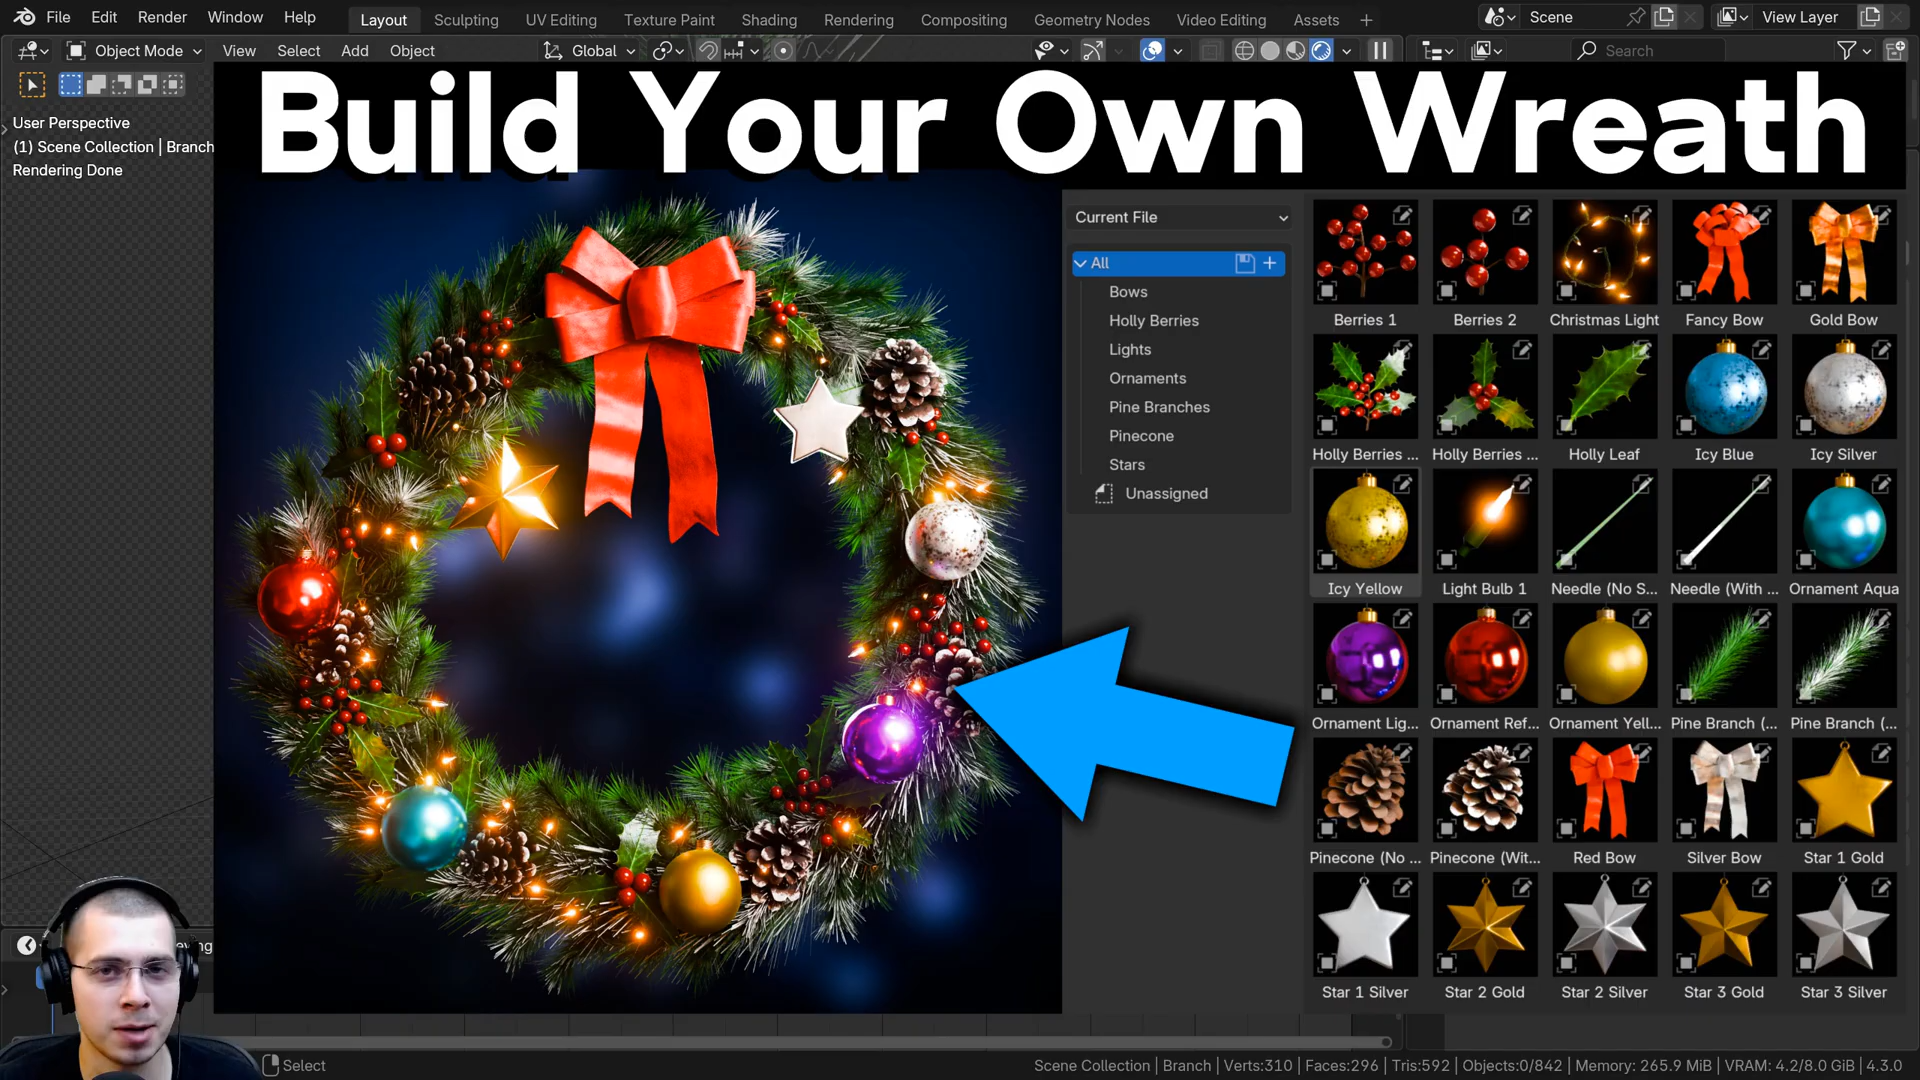 File Edit Render Window Help Layout Sculpting UV Editing Texture Paint Shading Rendering Compositing Geometry Nodes Video Editing Assets + Scene View Layer
Object Mode View Select Add Object Global Search
User Perspective
(1) Scene Collection | Branch
Rendering Done
Build Your Own Wreath
Current File
All
Bows
Holly Berries
Lights
Ornaments
Pine Branches
Pinecone
Stars
Unassigned
Berries 1 Berries 2 Christmas Light Fancy Bow Gold Bow
Holly Berries ... Holly Berries ... Holly Leaf Icy Blue Icy Silver
Icy Yellow Light Bulb 1 Needle (No S... Needle (With ... Ornament Aqua
Ornament Lig... Ornament Ref... Ornament Yell... Pine Branch (... Pine Branch (...
Pinecone (No ... Pinecone (Wit... Red Bow Silver Bow Star 1 Gold
Star 1 Silver Star 2 Gold Star 2 Silver Star 3 Gold Star 3 Silver
Select
Scene Collection | Branch | Verts:310 | Faces:296 | Tris:592 | Objects:0/842 | Memory: 265.9 MiB | VRAM: 4.2/8.0 GiB | 4.3.0